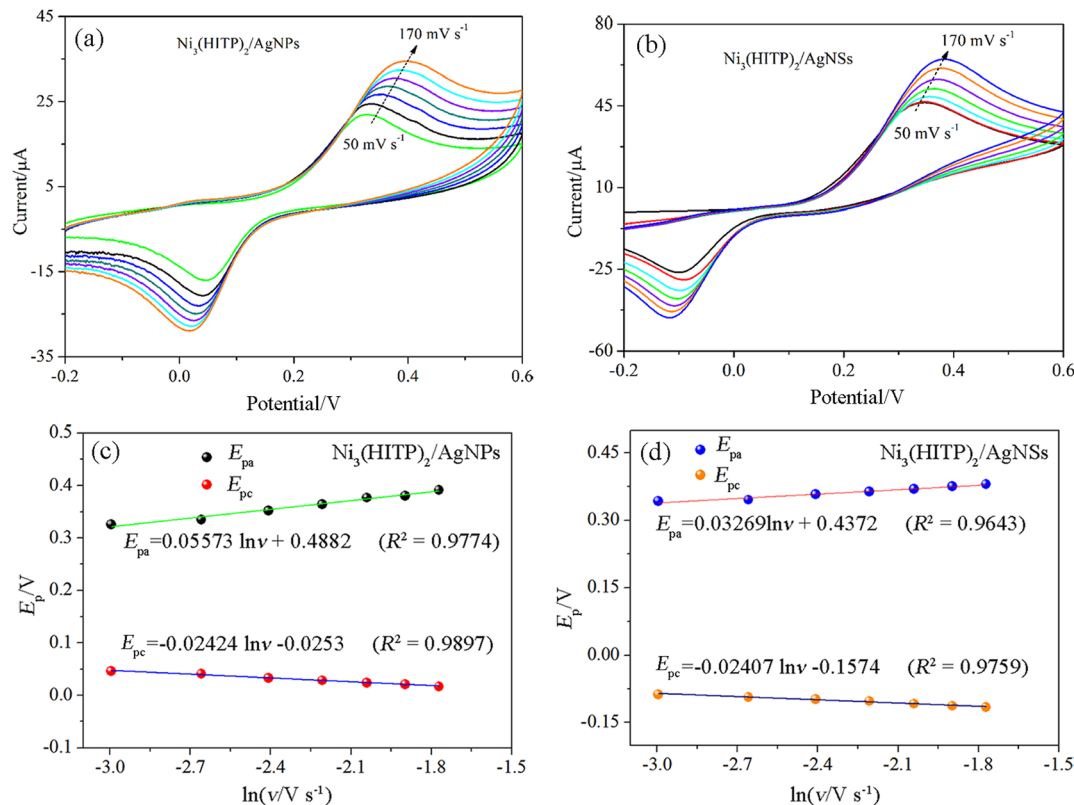 (a)
Ni₃(HITP)₂/AgNPs
170 mV s⁻¹
50 mV s⁻¹
45
25
5
-15
-35
Current/μA
-0.2
0.0
0.2
0.4
0.6
Potential/V
(b)
Ni₃(HITP)₂/AgNSs
170 mV s⁻¹
50 mV s⁻¹
80
45
10
-25
-60
Current/μA
-0.2
0.0
0.2
0.4
0.6
Potential/V
(c)
Epa
Epc
Ni₃(HITP)₂/AgNPs
Epa=0.05573 lnv + 0.4882 (R² = 0.9774)
Epc=-0.02424 lnv -0.0253 (R² = 0.9897)
0.5
0.4
0.3
0.2
0.1
0.0
-0.1
Ep/V
-3.0
-2.7
-2.4
-2.1
-1.8
-1.5
ln(v/V s⁻¹)
(d)
Epa
Epc
Ni₃(HITP)₂/AgNSs
Epa=0.03269lnv + 0.4372 (R² = 0.9643)
Epc=-0.02407 lnv -0.1574 (R² = 0.9759)
0.45
0.30
0.15
0.00
-0.15
Ep/V
-3.0
-2.7
-2.4
-2.1
-1.8
-1.5
ln(v/V s⁻¹)